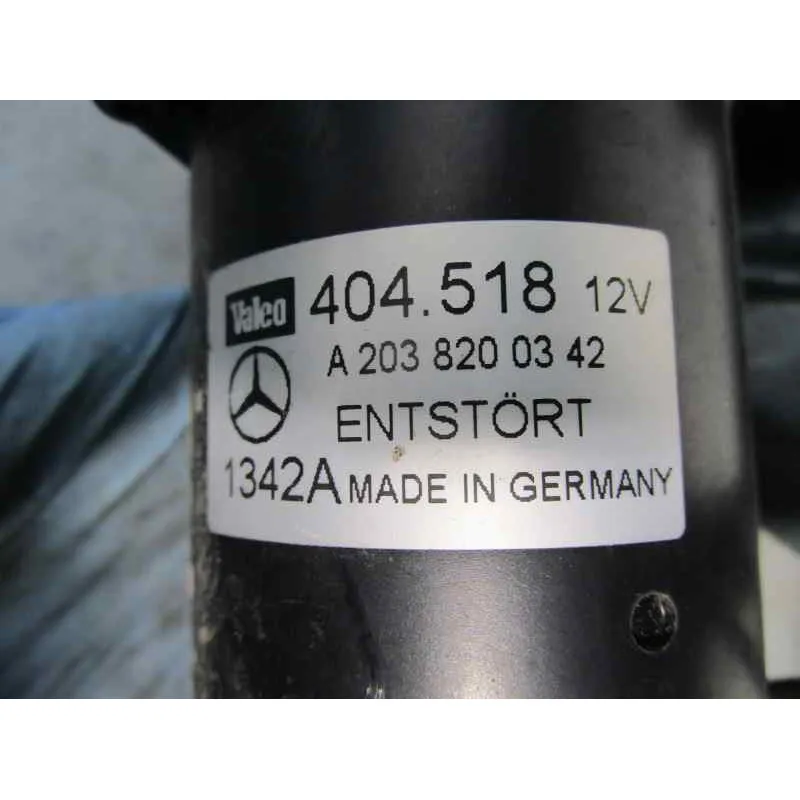 Valeo 404.518 12V
A 203 820 03 42
ENTSTÖRT
1342A MADE IN GERMANY